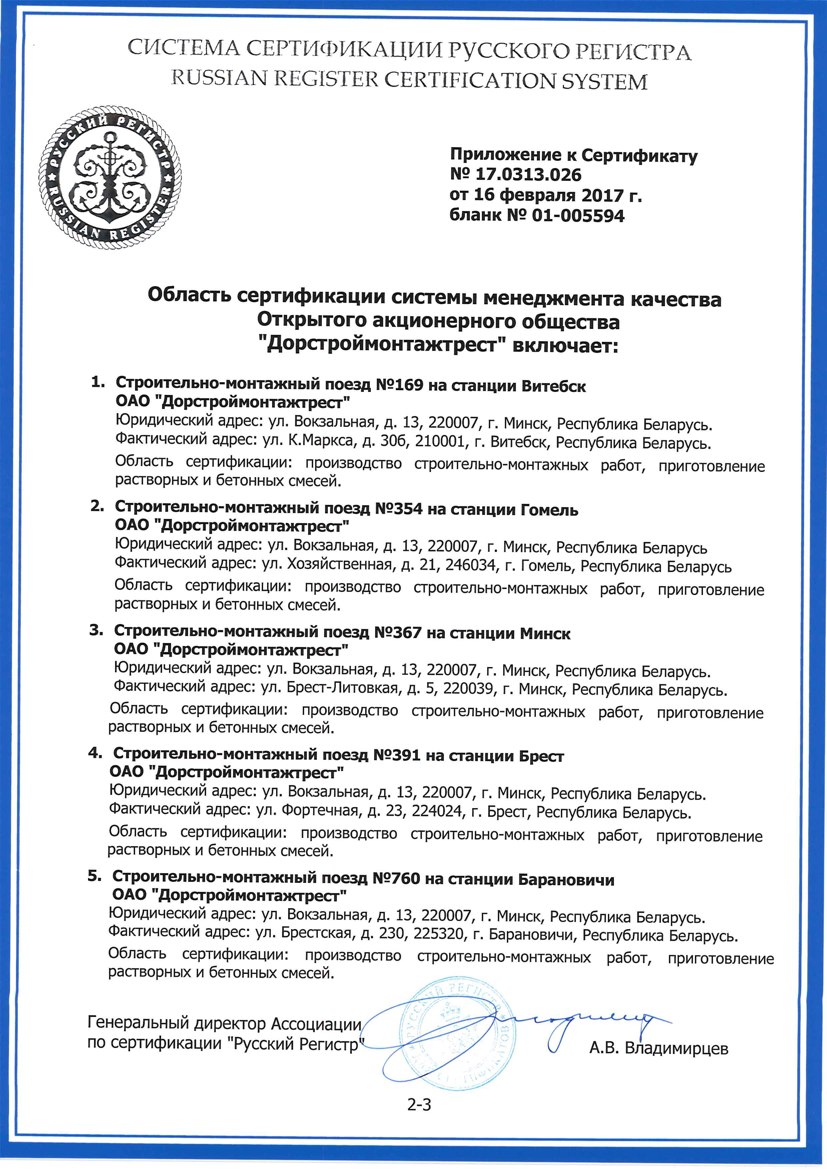 СИСТЕМА СЕРТИФИКАЦИИ РУССКОГО РЕГИСТРА
RUSSIAN REGISTER CERTIFICATION SYSTEM
РУССКИЙ РЕГИСТР
RUSSIAN REGISTER
Приложение к Сертификату
№ 17.0313.026
от 16 февраля 2017 г.
бланк № 01-005594
Область сертификации системы менеджмента качества
Открытого акционерного общества
"Дорстроймонтажтрест" включает:
1. Строительно-монтажный поезд №169 на станции Витебск
ОАО "Дорстроймонтажтрест"
Юридический адрес: ул. Вокзальная, д. 13, 220007, г. Минск, Республика Беларусь.
Фактический адрес: ул. К.Маркса, д. 30б, 210001, г. Витебск, Республика Беларусь.
Область сертификации: производство строительно-монтажных работ, приготовление
растворных и бетонных смесей.
2. Строительно-монтажный поезд №354 на станции Гомель
ОАО "Дорстроймонтажтрест"
Юридический адрес: ул. Вокзальная, д. 13, 220007, г. Минск, Республика Беларусь
Фактический адрес: ул. Хозяйственная, д. 21, 246034, г. Гомель, Республика Беларусь
Область сертификации: производство строительно-монтажных работ, приготовление
растворных и бетонных смесей.
3. Строительно-монтажный поезд №367 на станции Минск
ОАО "Дорстроймонтажтрест"
Юридический адрес: ул. Вокзальная, д. 13, 220007, г. Минск, Республика Беларусь.
Фактический адрес: ул. Брест-Литовкая, д. 5, 220039, г. Минск, Республика Беларусь.
Область сертификации: производство строительно-монтажных работ, приготовление
растворных и бетонных смесей.
4. Строительно-монтажный поезд №391 на станции Брест
ОАО "Дорстроймонтажтрест"
Юридический адрес: ул. Вокзальная, д. 13, 220007, г. Минск, Республика Беларусь.
Фактический адрес: ул. Фортечная, д. 23, 224024, г. Брест, Республика Беларусь.
Область сертификации: производство строительно-монтажных работ, приготовление
растворных и бетонных смесей.
5. Строительно-монтажный поезд №760 на станции Барановичи
ОАО "Дорстроймонтажтрест"
Юридический адрес: ул. Вокзальная, д. 13, 220007, г. Минск, Республика Беларусь.
Фактический адрес: ул. Брестская, д. 230, 225320, г. Барановичи, Республика Беларусь.
Область сертификации: производство строительно-монтажных работ, приготовление
растворных и бетонных смесей.
Генеральный директор Ассоциации
по сертификации "Русский Регистр"
А.В. Владимирцев
2-3